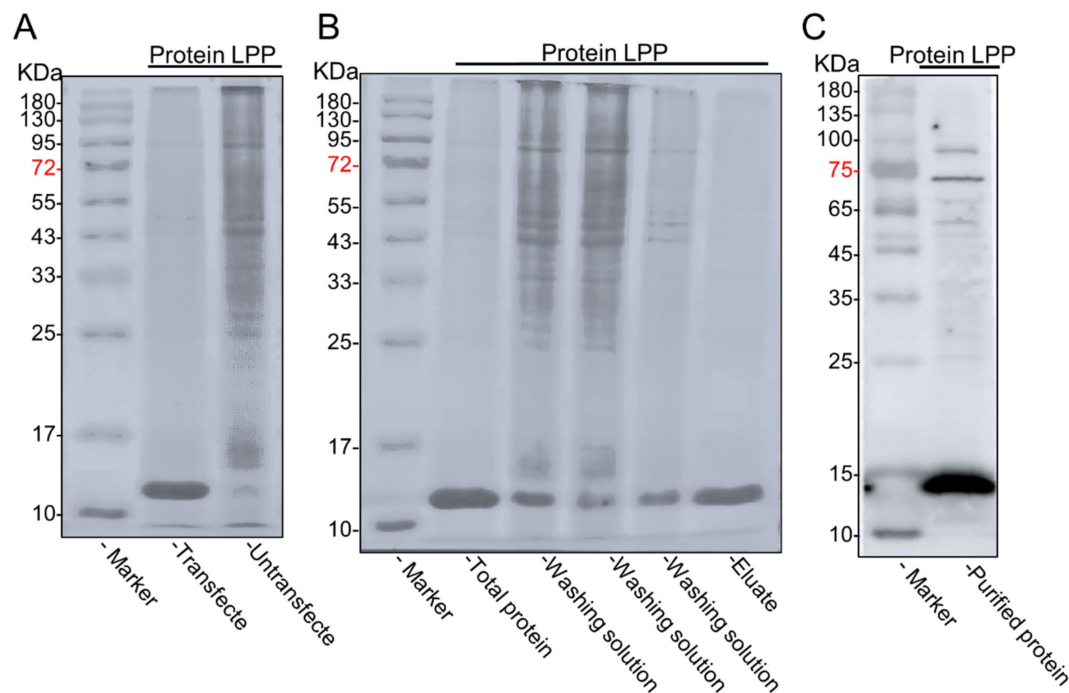 A
Protein LPP
KDa
180-
130-
95-
72-
55-
43-
33-
25-
17-
10-
- Marker
-Transfecte
-Untransfecte
B
Protein LPP
KDa
180-
130-
95-
72-
55-
43-
33-
25-
17-
10-
- Marker
-Total protein
-Washing solution
-Washing solution
-Washing solution
-Eluate
C
Protein LPP
KDa
180-
135-
100-
75-
65-
45-
35-
25-
15-
10-
- Marker
-Purified protein